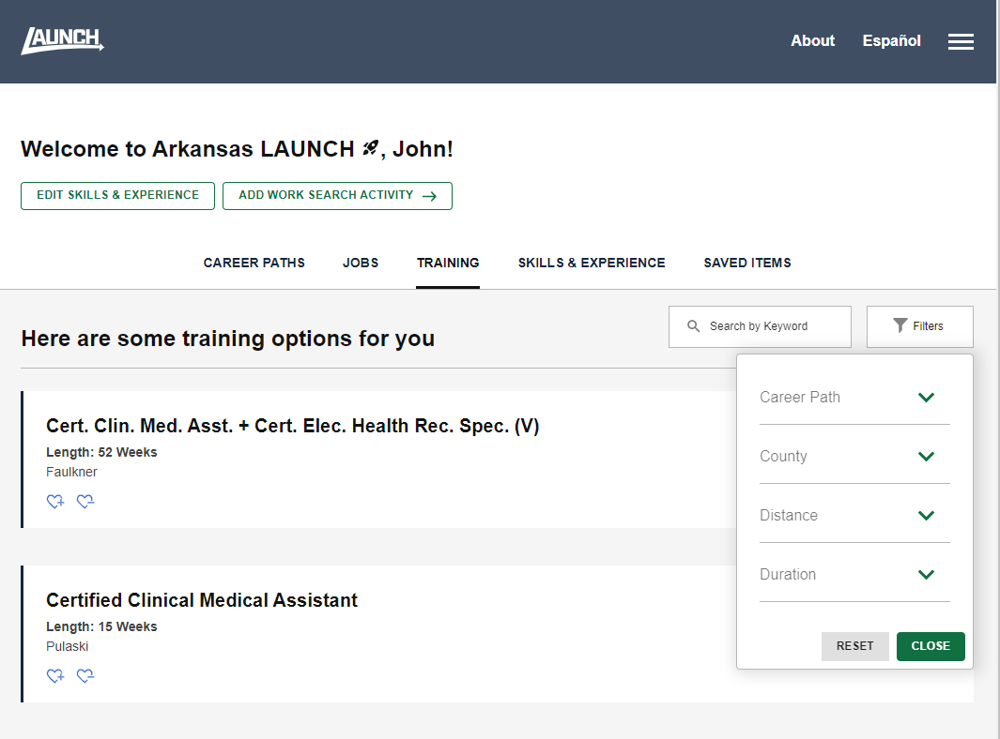 LAUNCH
About
Español
Welcome to Arkansas LAUNCH , John!
EDIT SKILLS & EXPERIENCE
ADD WORK SEARCH ACTIVITY
CAREER PATHS
JOBS
TRAINING
SKILLS & EXPERIENCE
SAVED ITEMS
Here are some training options for you
Search by Keyword
Filters
Cert. Clin. Med. Asst. + Cert. Elec. Health Rec. Spec. (V)
Length: 52 Weeks
Faulkner
Certified Clinical Medical Assistant
Length: 15 Weeks
Pulaski
Career Path
County
Distance
Duration
RESET
CLOSE